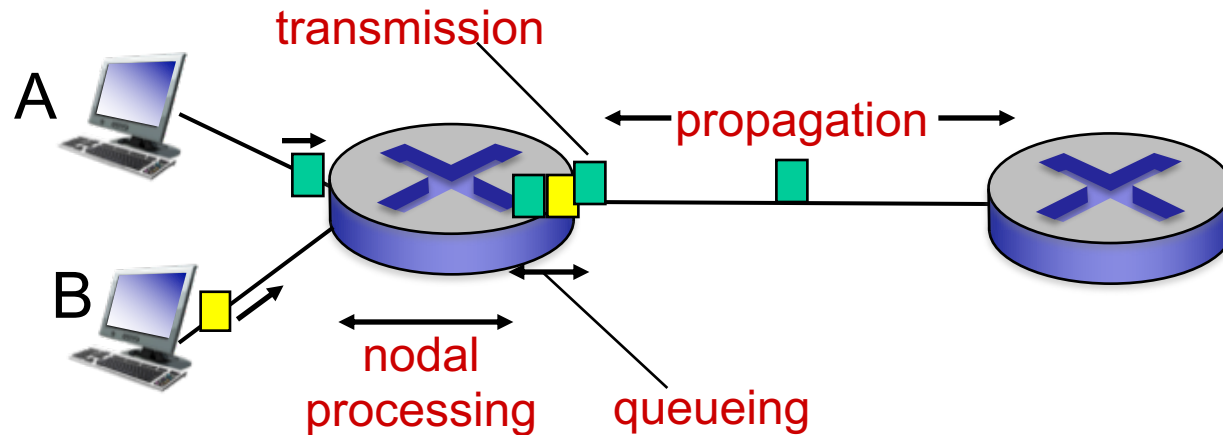 transmission
A
propagation
B
nodal
processing
queueing